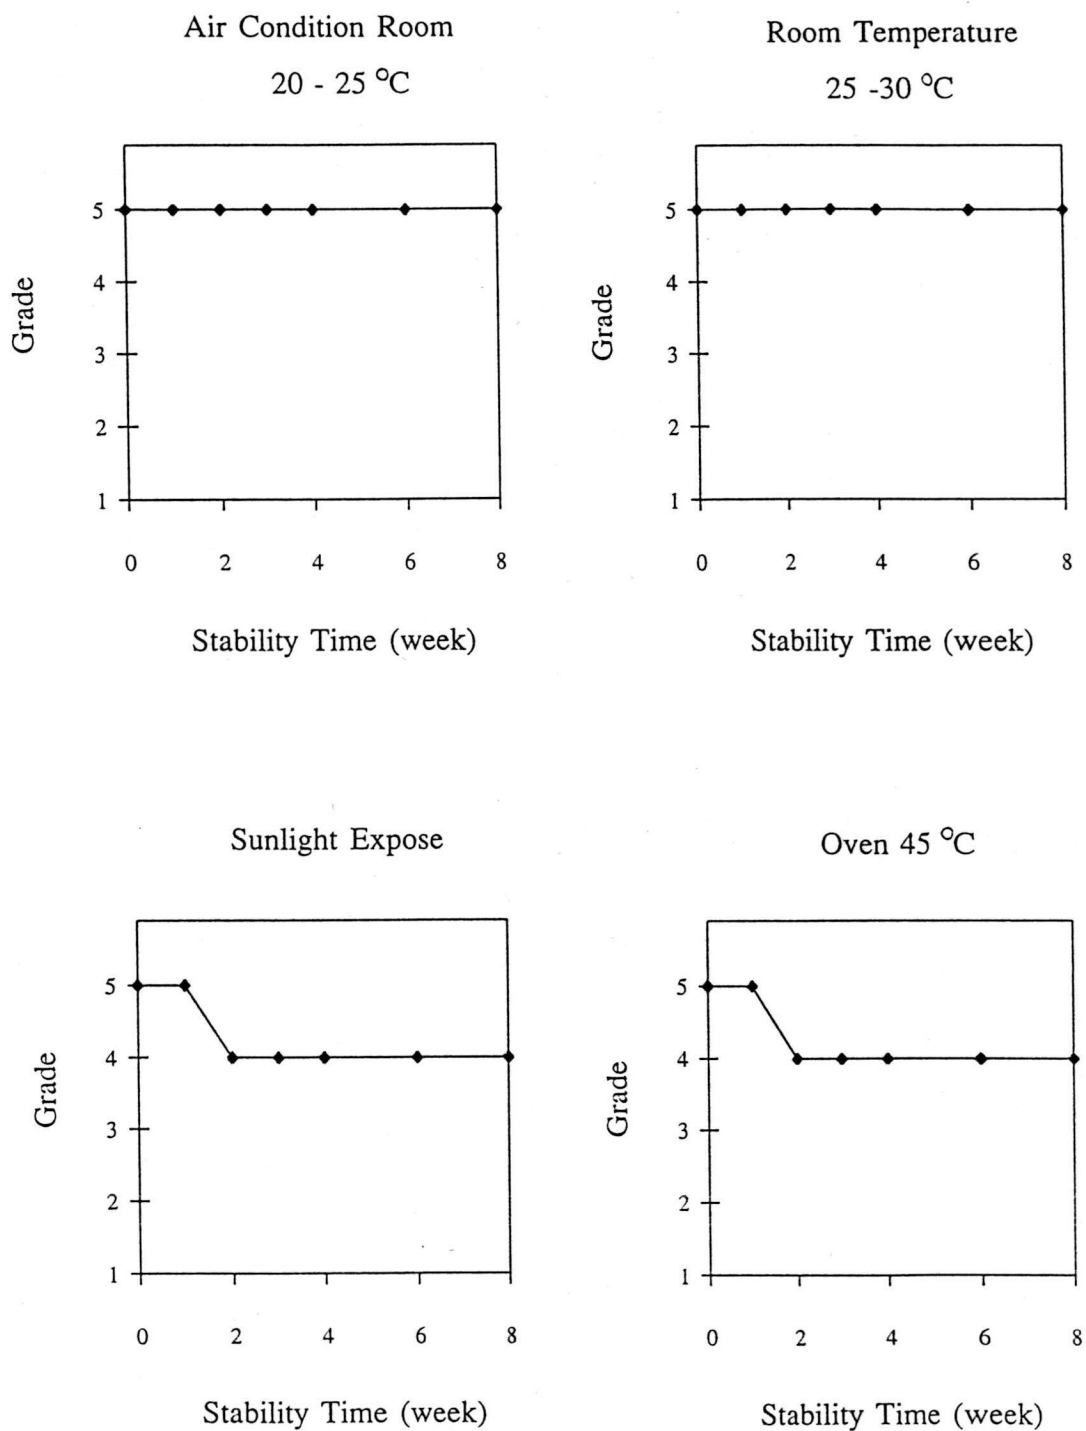 Air Condition Room
20 - 25 °C
Grade
5
4
3
2
1
0 2 4 6 8
Stability Time (week)
Room Temperature
25 -30 °C
Grade
5
4
3
2
1
0 2 4 6 8
Stability Time (week)
Sunlight Expose
Grade
5
4
3
2
1
0 2 4 6 8
Stability Time (week)
Oven 45 °C
Grade
5
4
3
2
1
0 2 4 6 8
Stability Time (week)